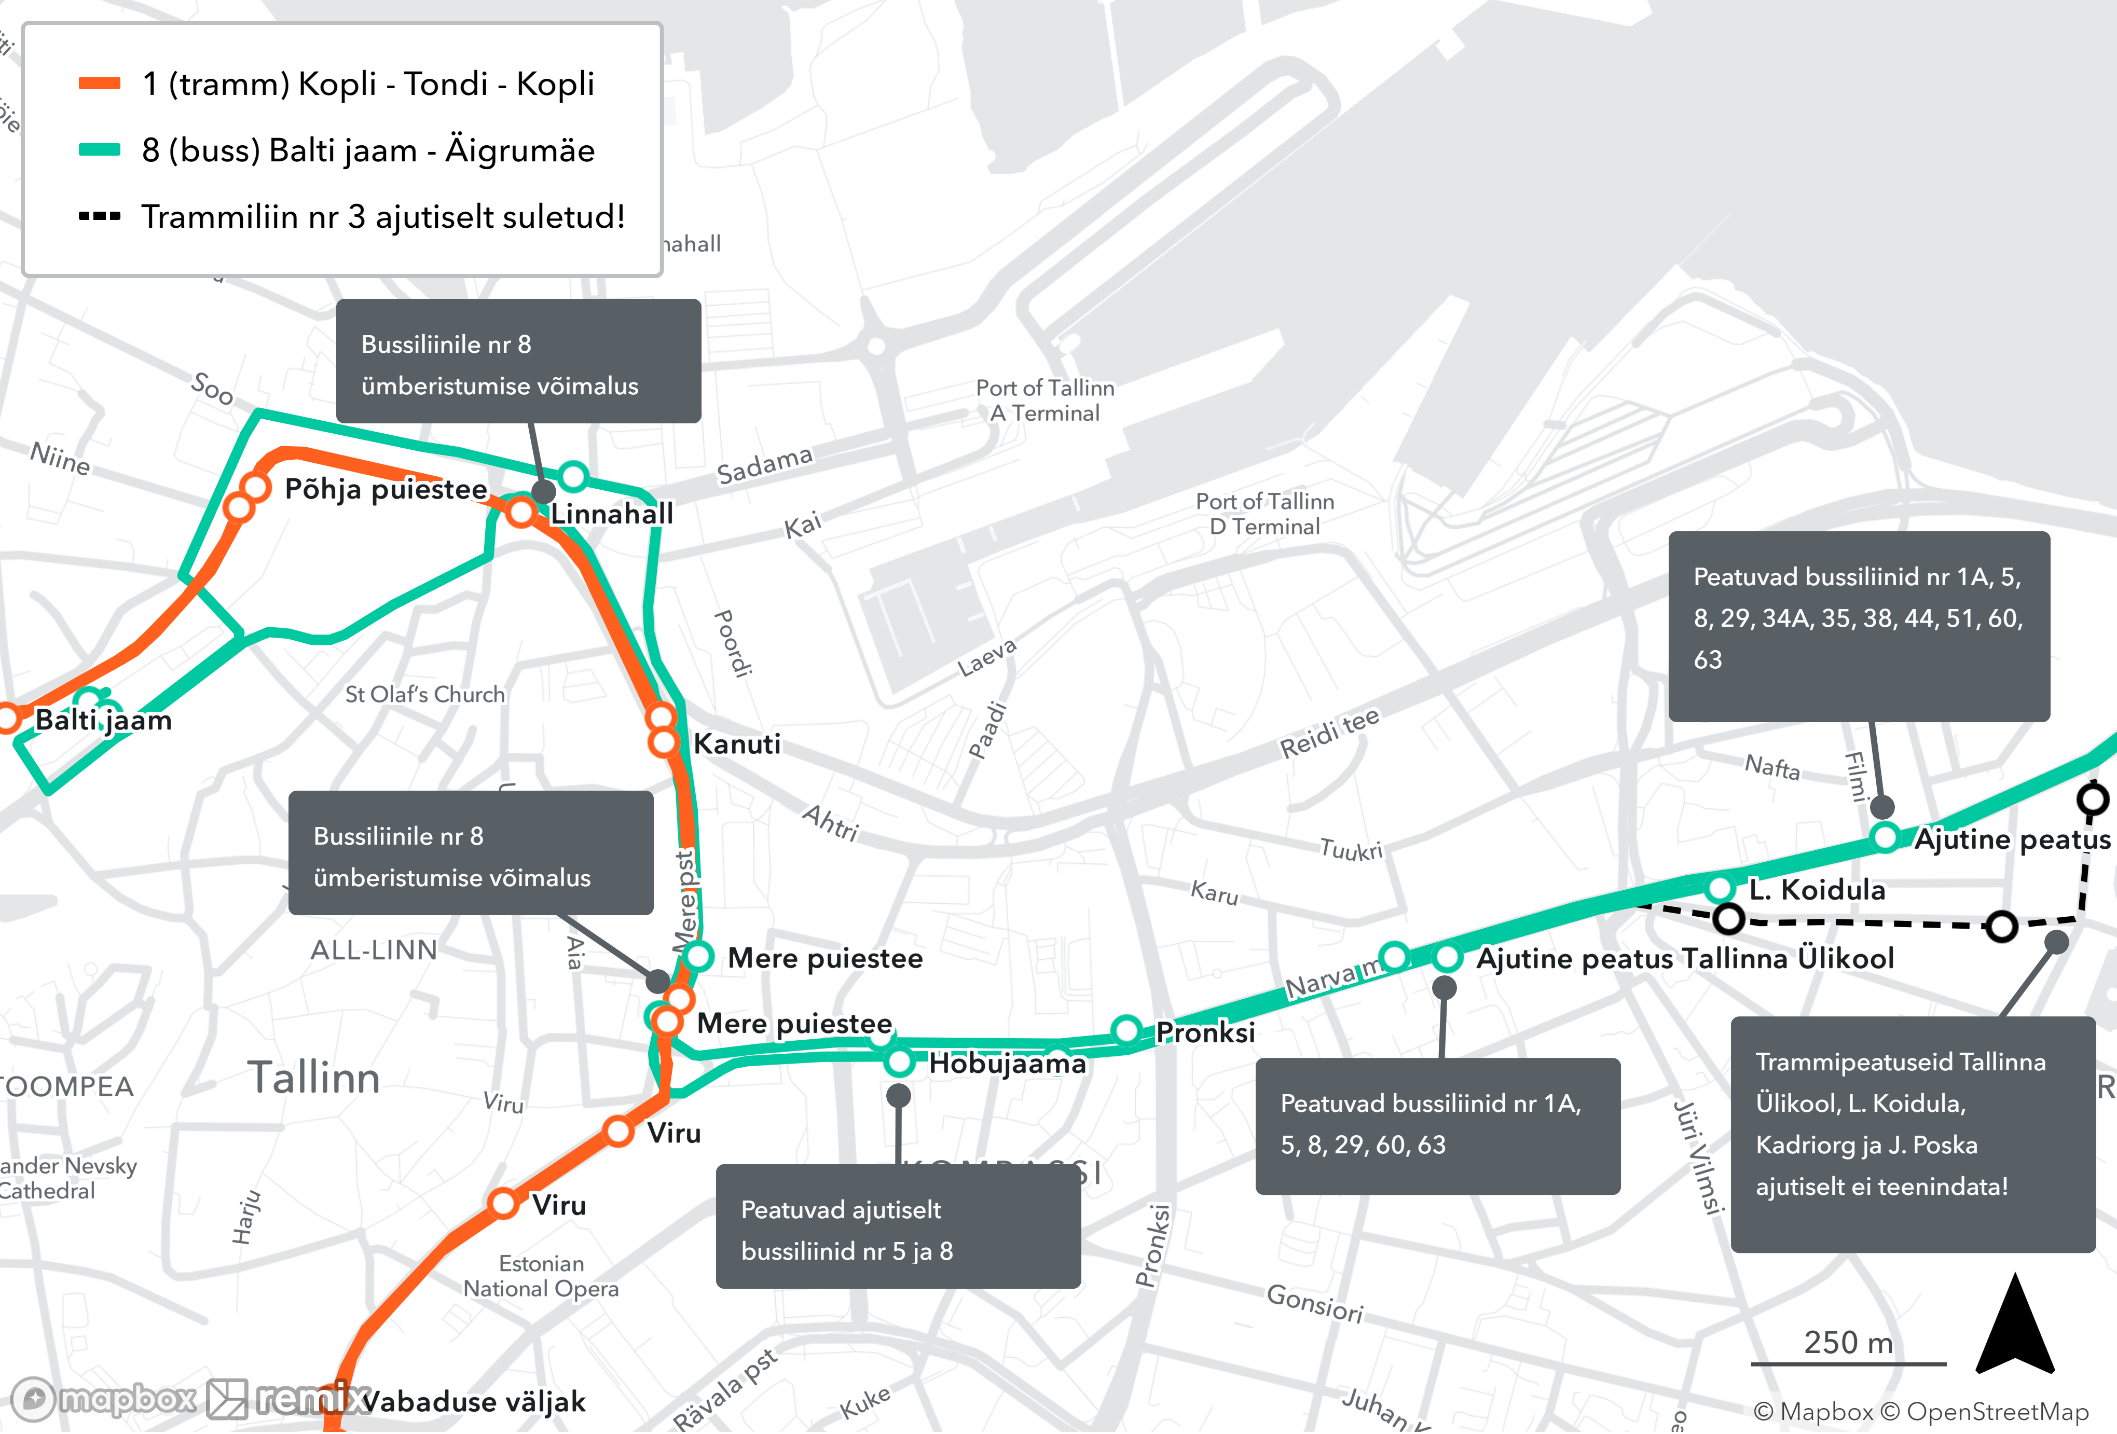 1 (tramm) Kopli - Tondi - Kopli
8 (buss) Balti jaam - Äigrumäe
Trammiliin nr 3 ajutiselt suletud!
Bussiliinile nr 8
ümberistumise võimalus
Soo
Niine
Põhja puiestee
Linnahall
Sadama
Kai
Port of Tallinn
A Terminal
Port of Tallinn
D Terminal
Peatuvad bussiliinid nr 1A, 5,
8, 29, 34A, 35, 38, 44, 51, 60,
63
Poordi
Laeva
Paadi
Reidi tee
St Olaf's Church
Balti jaam
Kanuti
Nafta
Filmi
Ahtri
Tuukri
Karu
Bussiliinile nr 8
ümberistumise võimalus
Mere pst
Ajutine peatus
L. Koidula
ALL-LINN
Aia
Mere puiestee
Narva m
Ajutine peatus Tallinna Ülikool
Mere puiestee
Pronksi
Hobujaama
Tallinn
TOOMPEA
Viru
Viru
Peatuvad bussiliinid nr 1A,
5, 8, 29, 60, 63
Trammipeatuseid Tallinna
Ülikool, L. Koidula,
Kadriorg ja J. Poska
ajutiselt ei teenindata!
Jüri Vilmsi
KOMPASSI
ander Nevsky
Cathedral
Harju
Viru
Peatuvad ajutiselt
bussiliinid nr 5 ja 8
Pronksi
Estonian
National Opera
Gonsiori
250 m
Rävala pst
Kuke
Juhan K
mapbox remix
Vabaduse väljak
© Mapbox © OpenStreetMap